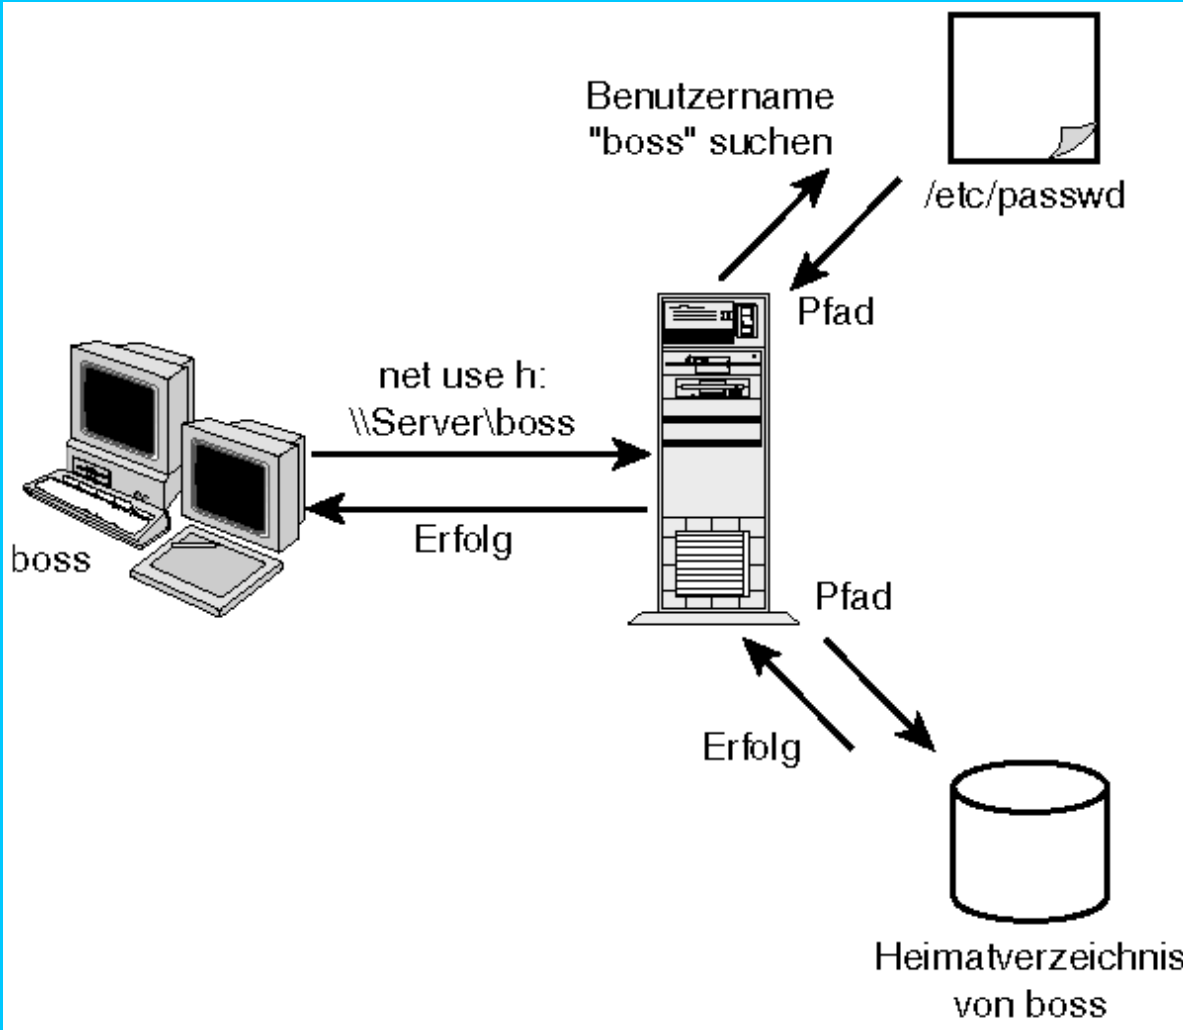 Benutzername
"boss" suchen
/etc/passwd
Pfad
net use h:
\\Server\boss
Erfolg
boss
Pfad
Erfolg
Heimatverzeichnis
von boss